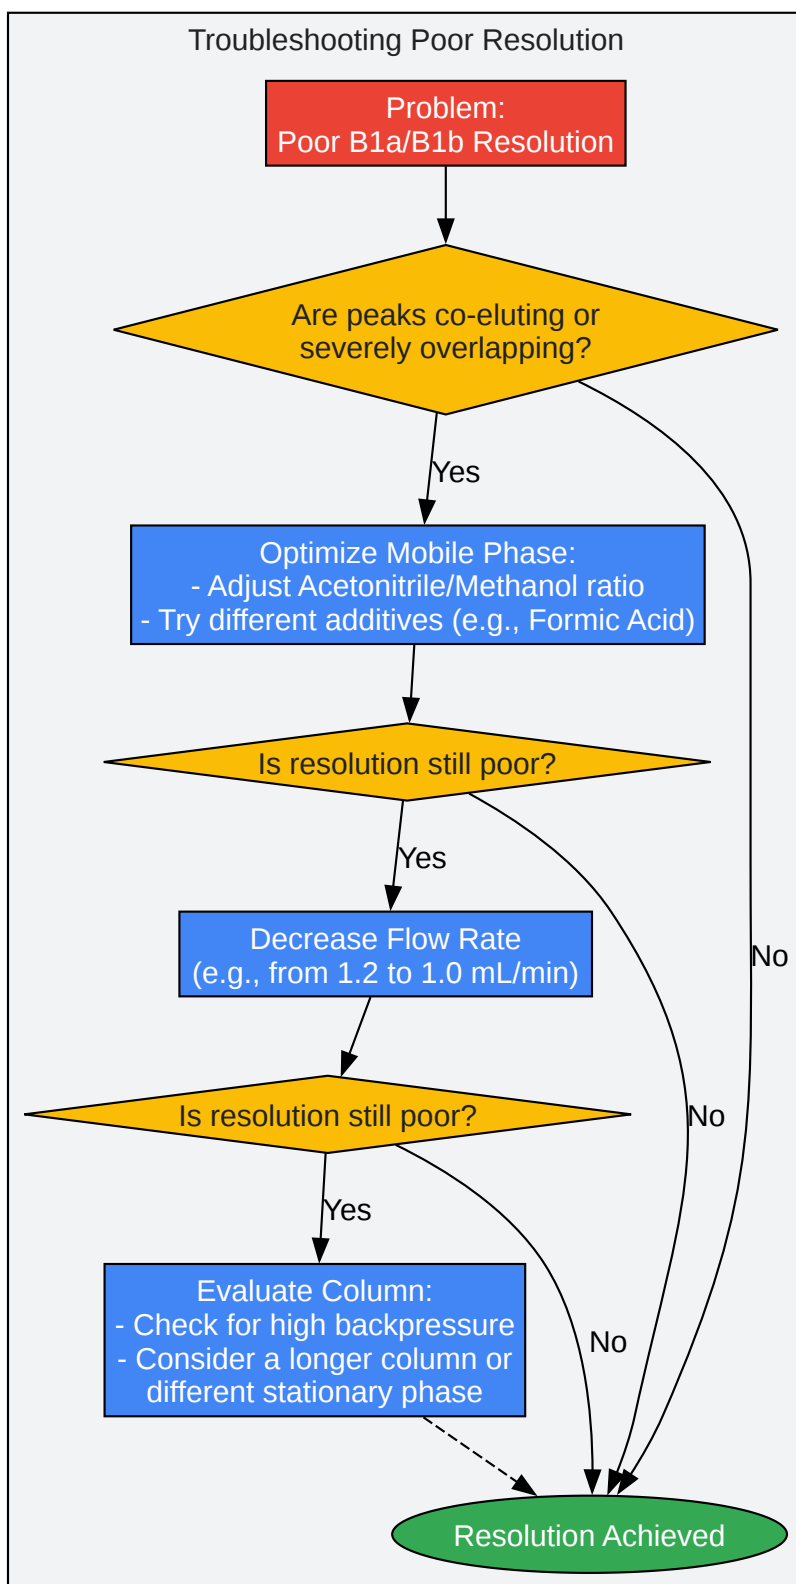 Troubleshooting Poor Resolution
Problem:
Poor B1a/B1b Resolution
Are peaks co-eluting or
severely overlapping?
Yes
Optimize Mobile Phase:
- Adjust Acetonitrile/Methanol ratio
- Try different additives (e.g., Formic Acid)
Is resolution still poor?
Yes
Decrease Flow Rate
(e.g., from 1.2 to 1.0 mL/min)
No
Is resolution still poor?
No
Yes
Evaluate Column:
- Check for high backpressure
- Consider a longer column or
different stationary phase
No
Resolution Achieved